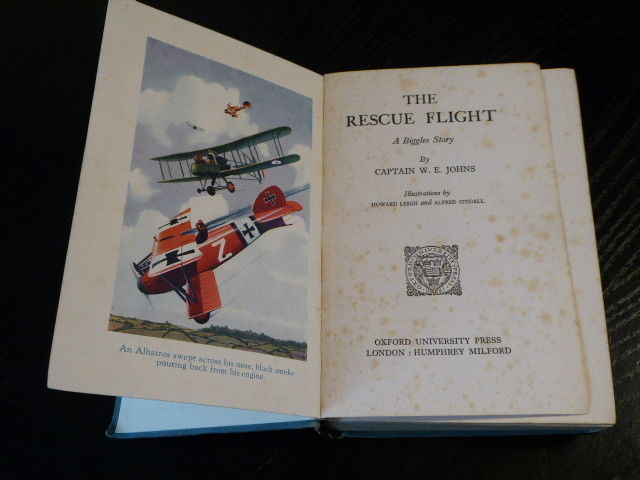 An Albatros swept across his nose, black smoke
pouring back from his engine.
Z
THE
RESCUE FLIGHT
A Biggles Story
By
CAPTAIN W. E. JOHNS
Illustrations by
HOWARD LEIGH and ALFRED SINDALL
OXFORD UNIVERSITY PRESS
LONDON : HUMPHREY MILFORD